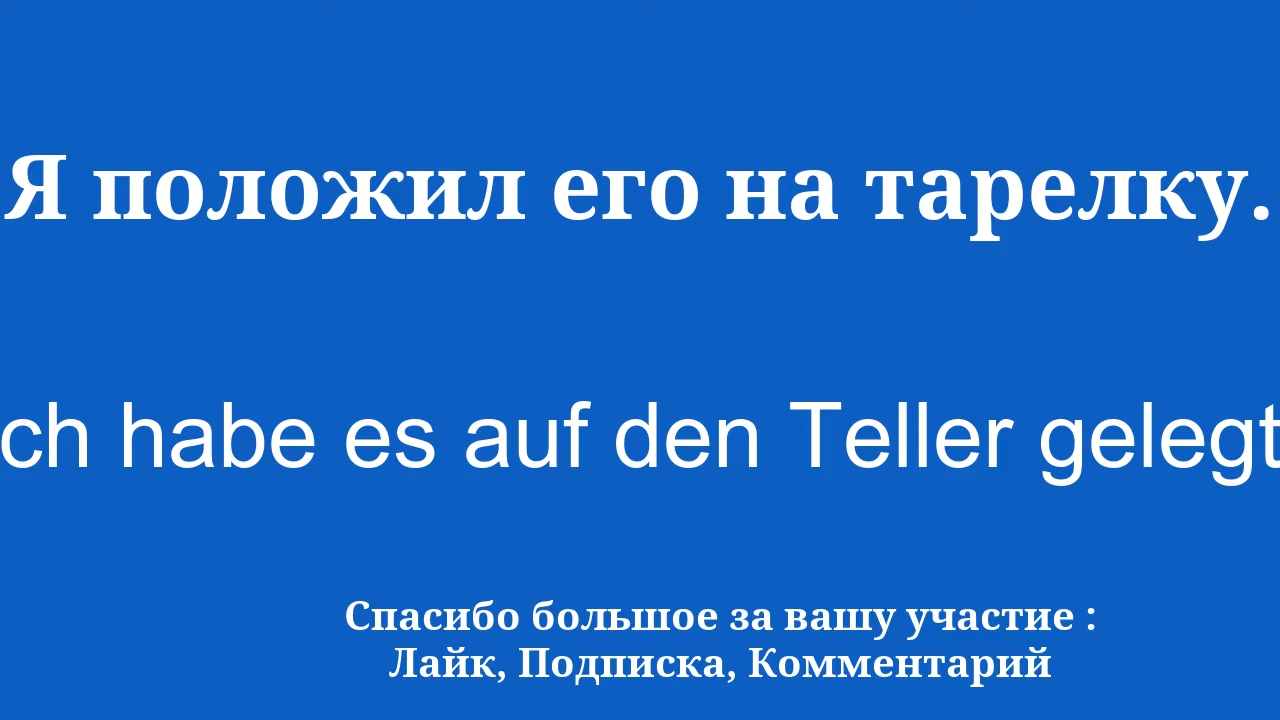 Я положил его на тарелку.
ch habe es auf den Teller gelegt
Спасибо большое за вашу участие :
Лайк, Подписка, Комментарий